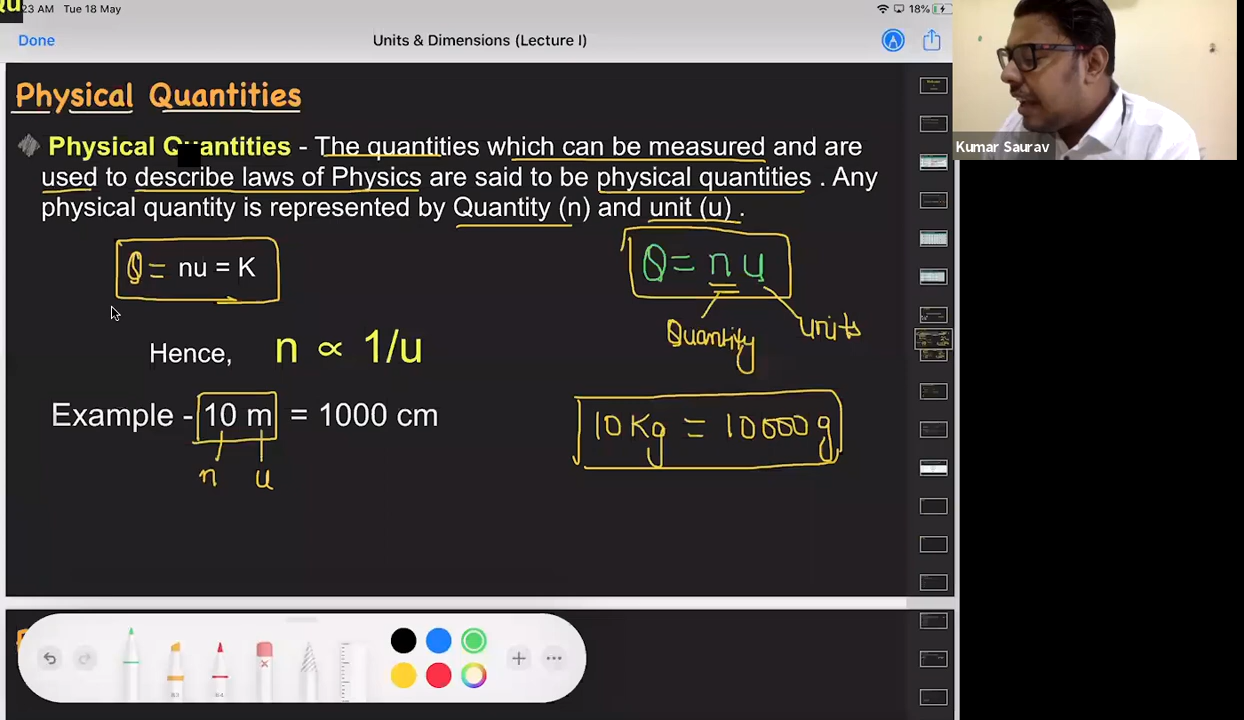 Qu
23 AM Tue 18 May
18%
Done
Units & Dimensions (Lecture I)
Physical Quantities
Physical Quantities - The quantities which can be measured and are
used to describe laws of Physics are said to be physical quantities . Any
physical quantity is represented by Quantity (n) and unit (u) .
Q = nu = K
Q = n u
Quantity
units
Hence, n ∝ 1/u
Example - 10 m = 1000 cm
n u
10 Kg = 10000 g
Kumar Saurav